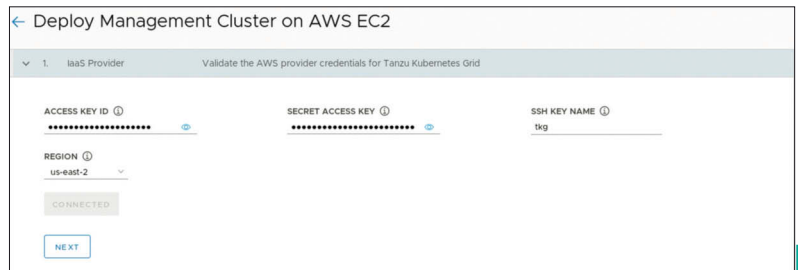 ← Deploy Management Cluster on AWS EC2
1. IaaS Provider Validate the AWS provider credentials for Tanzu Kubernetes Grid
ACCESS KEY ID SECRET ACCESS KEY SSH KEY NAME
•••••••••••••••••••• •••••••••••••••••••••••• tkg
REGION
us-east-2
CONNECTED
NEXT